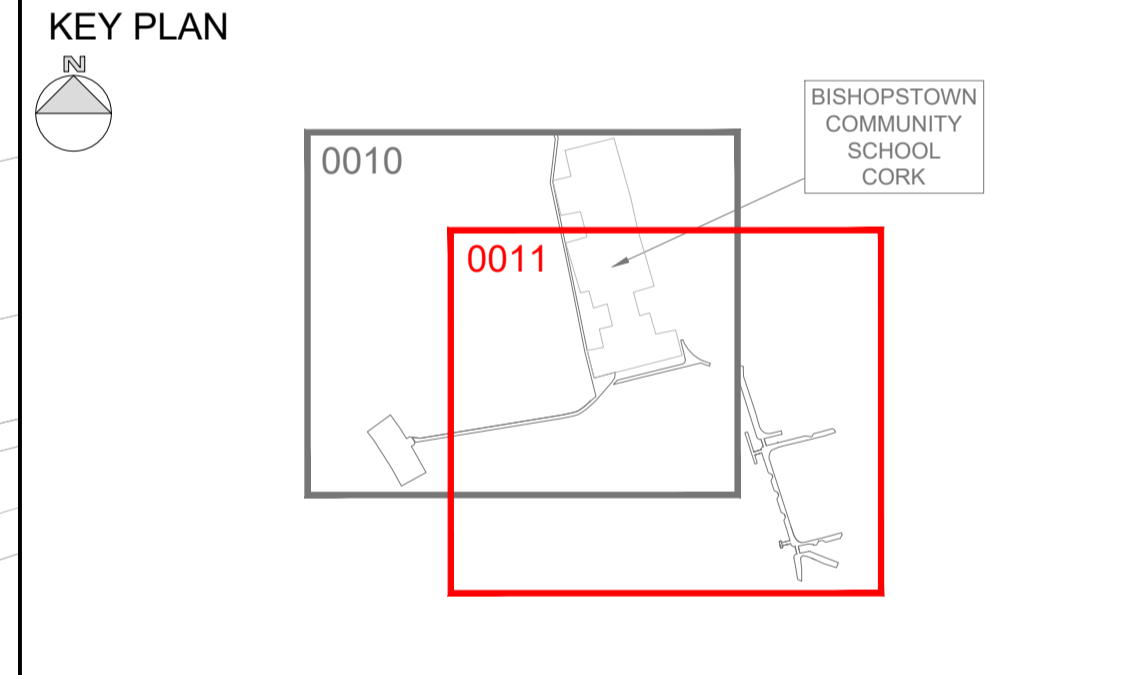 KEY PLAN
N
BISHOPSTOWN
COMMUNITY
SCHOOL
CORK
0010
0011